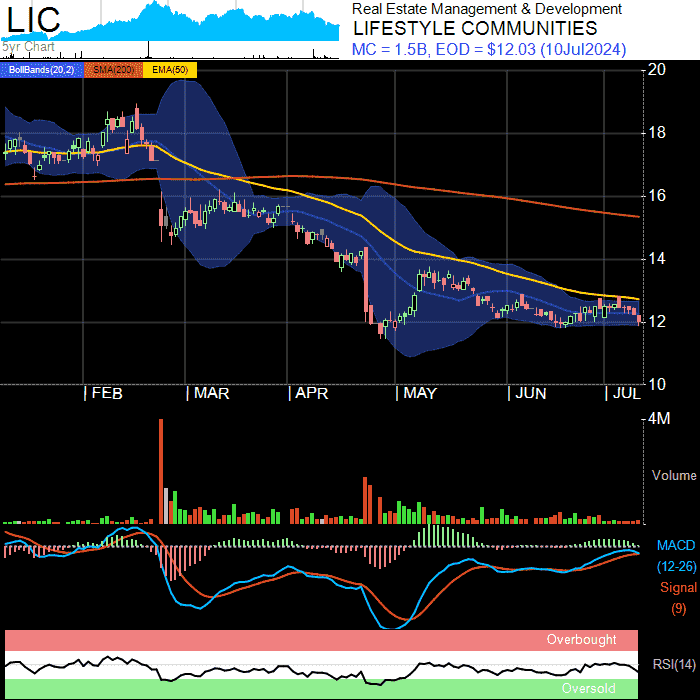 LIC
5yr Chart
Real Estate Management & Development
LIFESTYLE COMMUNITIES
MC = 1.5B, EOD = $12.03 (10Jul2024)
BollBands(20,2) SMA(200) EMA(50)
20
18
16
14
12
10
FEB MAR APR MAY JUN JUL
4M
Volume
MACD
(12-26)
Signal
(9)
Overbought
RSI(14)
Oversold